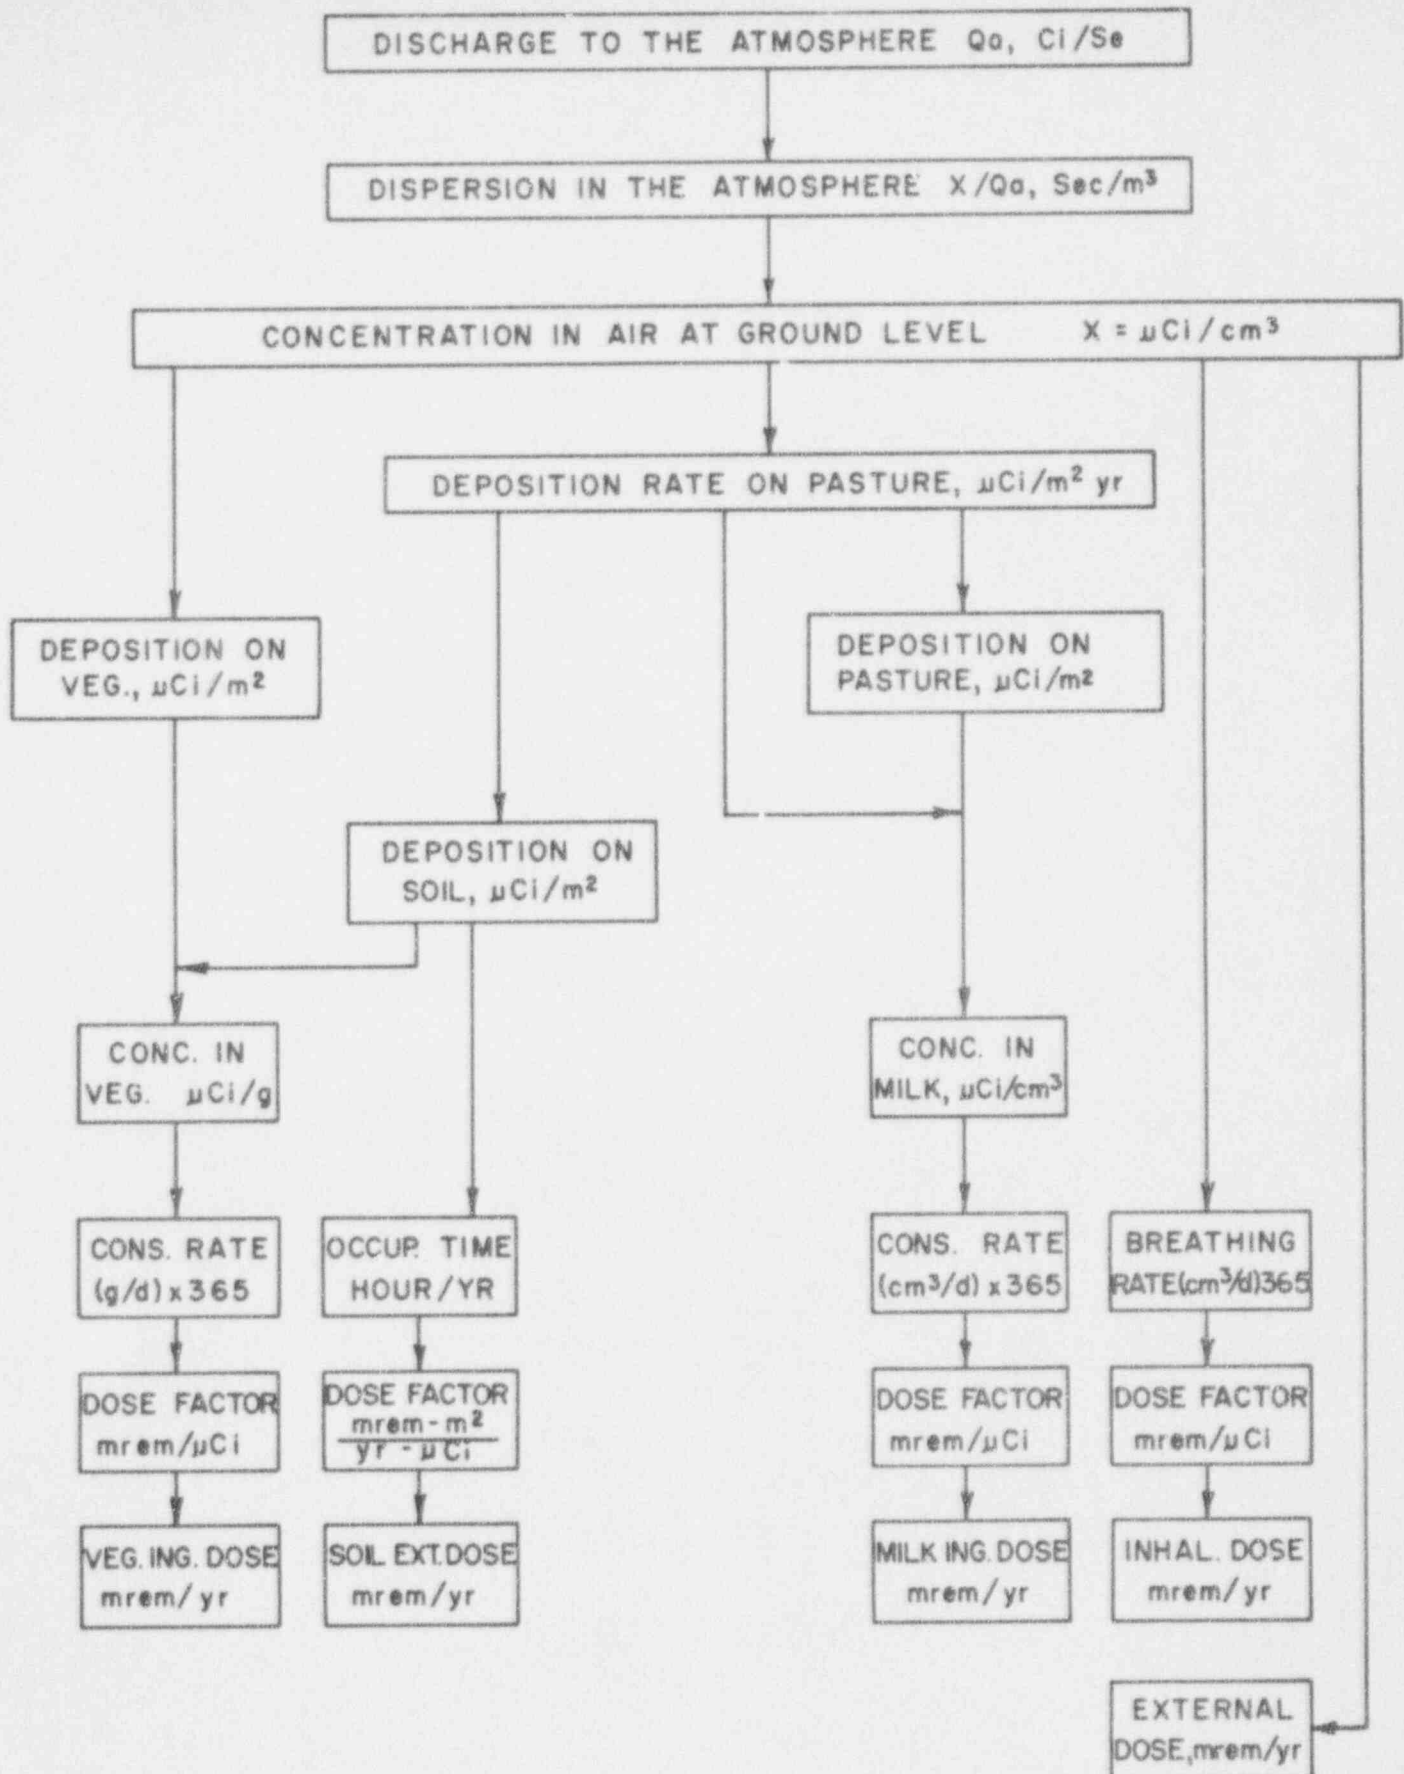 DISCHARGE TO THE ATMOSPHERE Qa, Ci/Se
DISPERSION IN THE ATMOSPHERE X/Qa, Sec/m³
CONCENTRATION IN AIR AT GROUND LEVEL X = μCi/cm³
DEPOSITION RATE ON PASTURE, μCi/m² yr
DEPOSITION ON
VEG., μCi/m²
DEPOSITION ON
PASTURE, μCi/m²
DEPOSITION ON
SOIL, μCi/m²
CONC. IN
VEG. μCi/g
CONC. IN
MILK, μCi/cm³
CONS. RATE
(g/d) x 365
OCCUP. TIME
HOUR/YR
CONS. RATE
(cm³/d) x 365
BREATHING
RATE(cm³/d)365
DOSE FACTOR
mrem/μCi
DOSE FACTOR
mrem - m²
yr - μCi
DOSE FACTOR
mrem/μCi
DOSE FACTOR
mrem/μCi
VEG. ING. DOSE
mrem/yr
SOIL EXT. DOSE
mrem/yr
MILK ING. DOSE
mrem/yr
INHAL. DOSE
mrem/yr
EXTERNAL
DOSE, mrem/yr